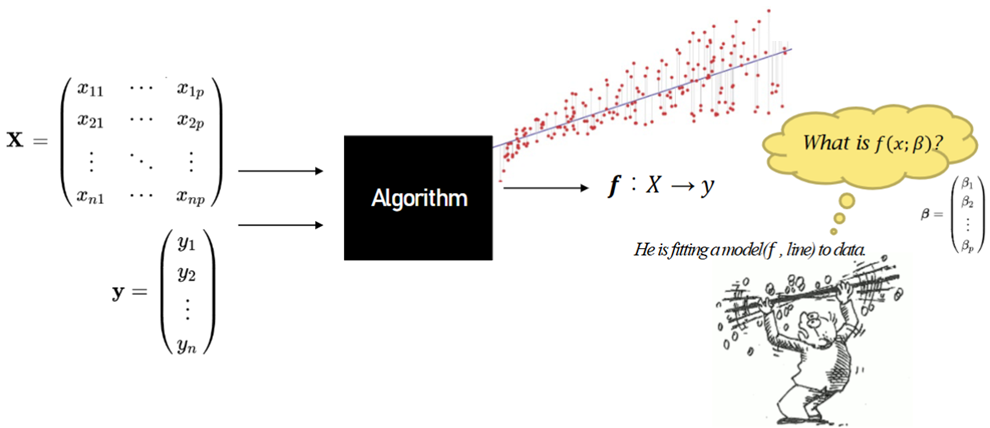 X = ( x11 ⋯ x1p
x21 ⋯ x2p
⋮ ⋱ ⋮
xn1 ⋯ xnp )
y = ( y1
y2
⋮
yn )
Algorithm
f : X → y
What is f(x; β)?
β = ( β1
β2
⋮
βp )
He is fitting a model(f , line) to data.